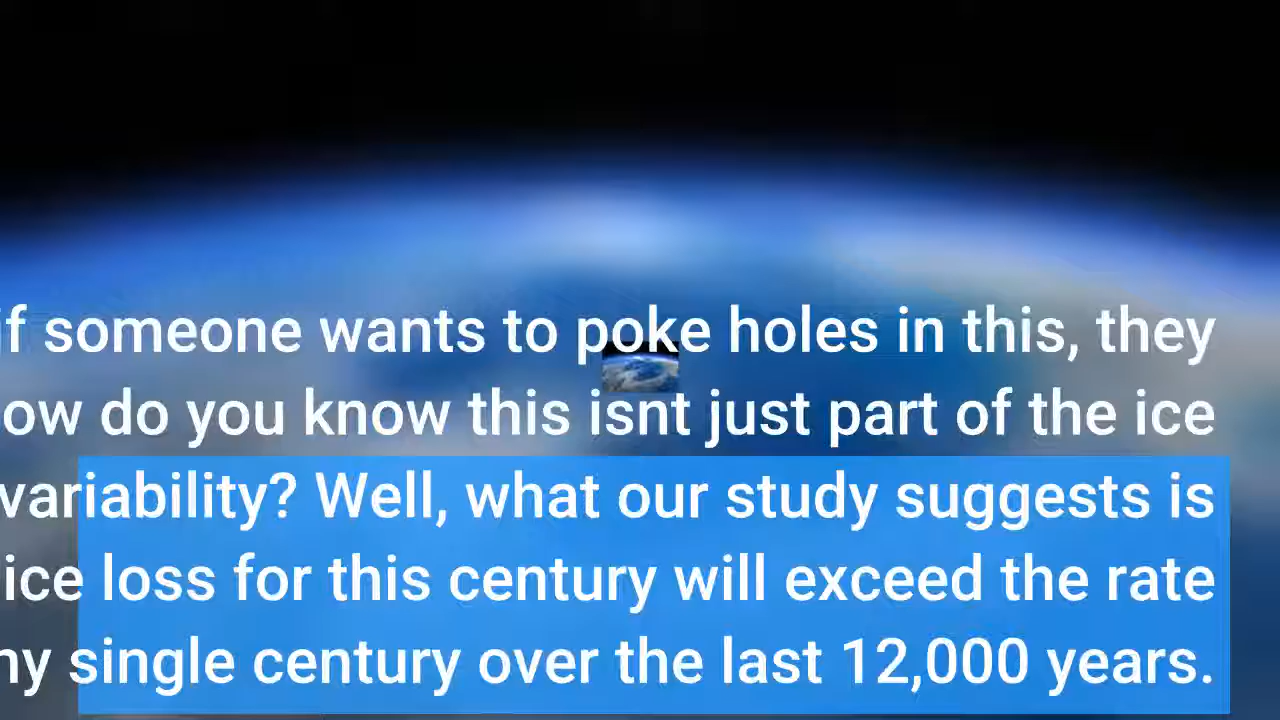 if someone wants to poke holes in this, they
ow do you know this isnt just part of the ice
variability? Well, what our study suggests is
ice loss for this century will exceed the rate
ny single century over the last 12,000 years.